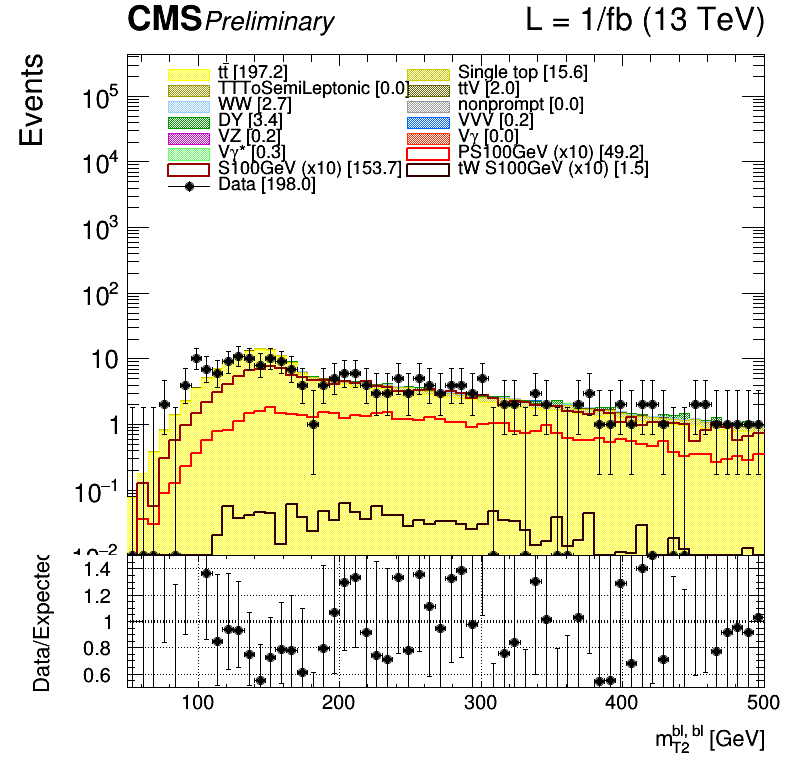 CMS Preliminary L = 1/fb (13 TeV)
Events
tt̄ [197.2] Single top [15.6]
TTToSemiLeptonic [0.0] ttV [2.0]
WW [2.7] nonprompt [0.0]
DY [3.4] VVV [0.2]
VZ [0.2] Vγ [0.0]
Vγ* [0.3] PS100GeV (x10) [49.2]
S100GeV (x10) [153.7] tW S100GeV (x10) [1.5]
Data [198.0]
10⁵
10⁴
10³
10²
10
1
10⁻¹
10⁻²
Data/Expected
1.4
1.2
1
0.8
0.6
100 200 300 400 500
m_T2^{bl, bl} [GeV]